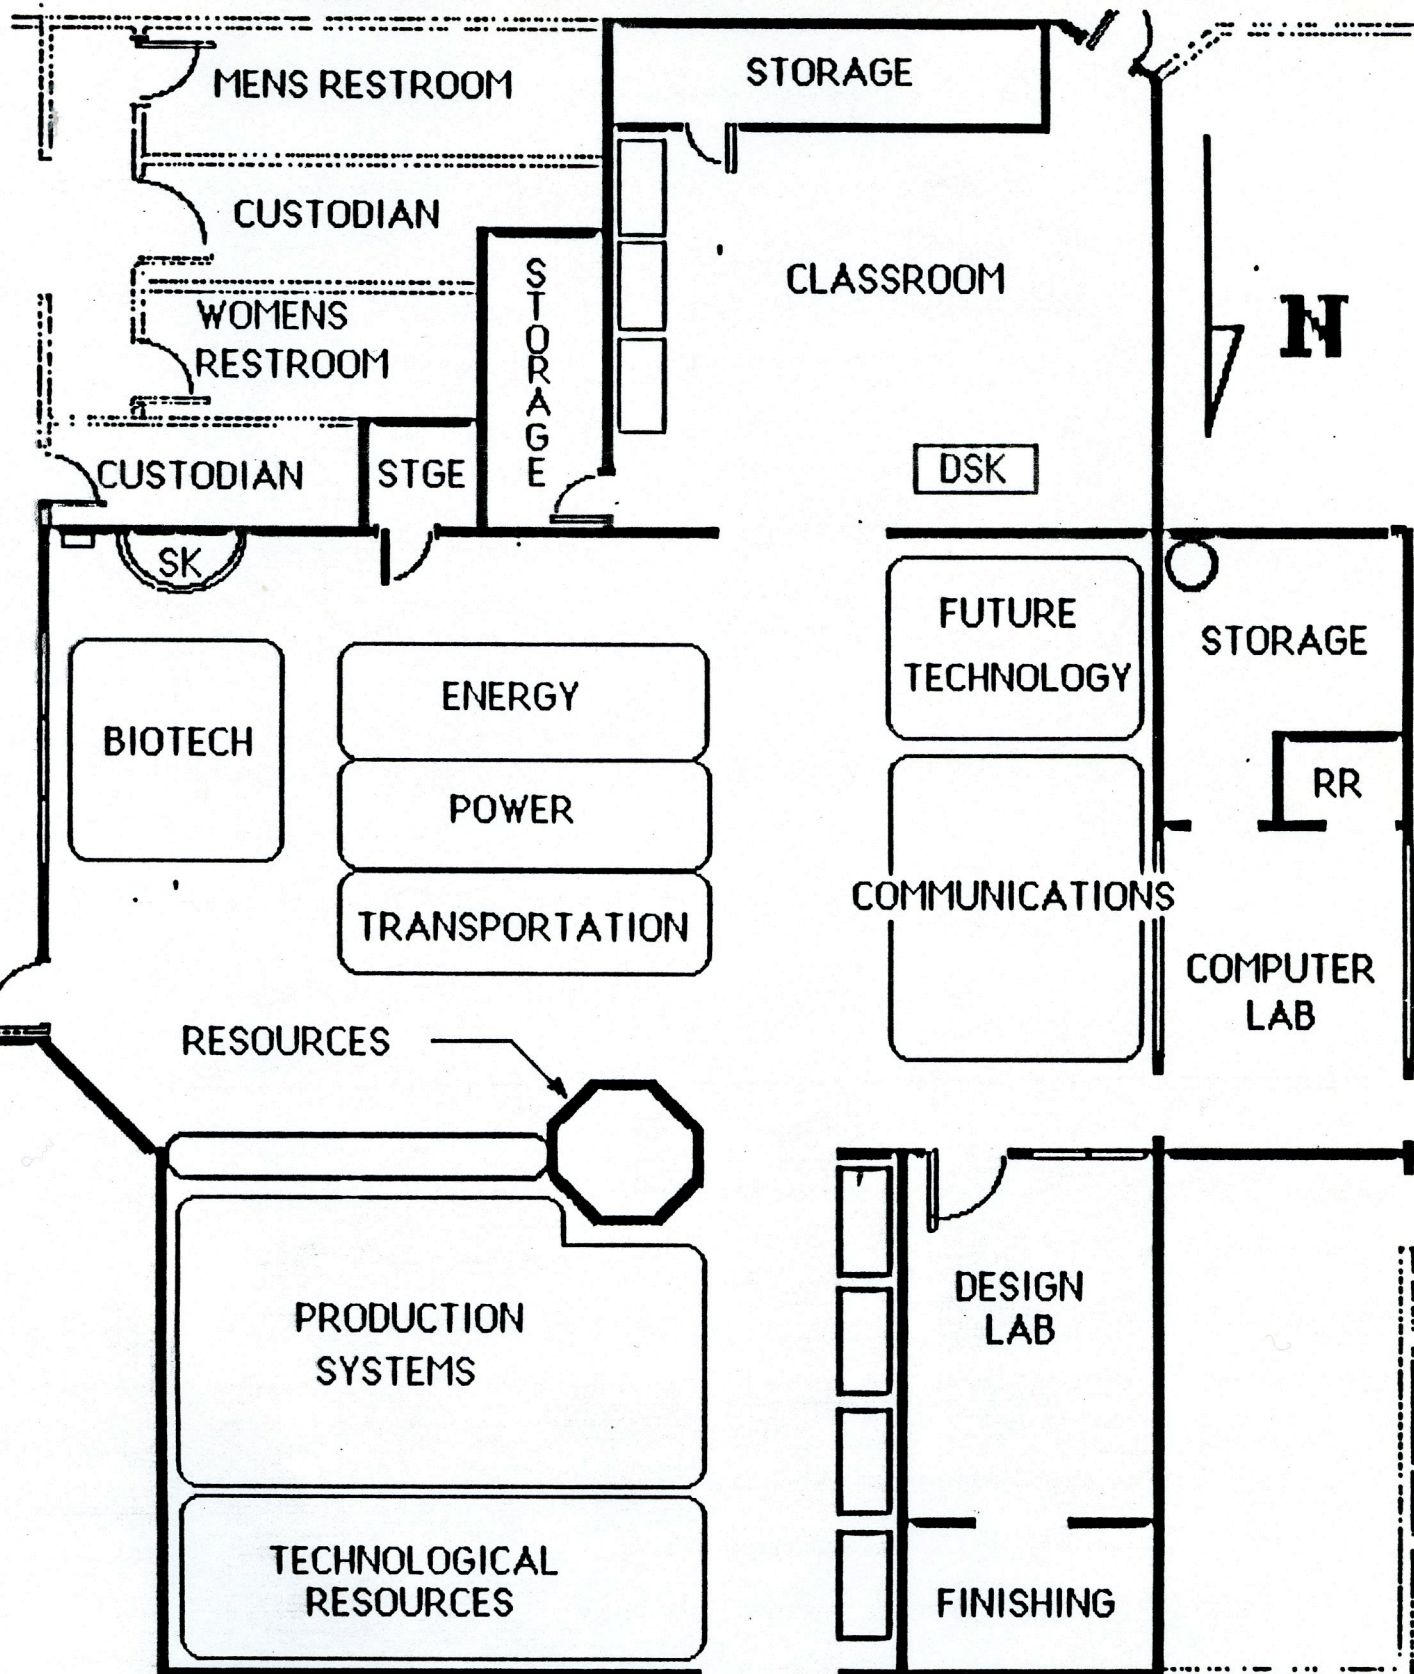 MENS RESTROOM
STORAGE
CUSTODIAN
STORAGE
CLASSROOM
N
WOMENS
RESTROOM
CUSTODIAN
STGE
DSK
SK
FUTURE
TECHNOLOGY
STORAGE
BIOTECH
ENERGY
RR
POWER
COMMUNICATIONS
TRANSPORTATION
COMPUTER
LAB
RESOURCES
PRODUCTION
SYSTEMS
DESIGN
LAB
TECHNOLOGICAL
RESOURCES
FINISHING